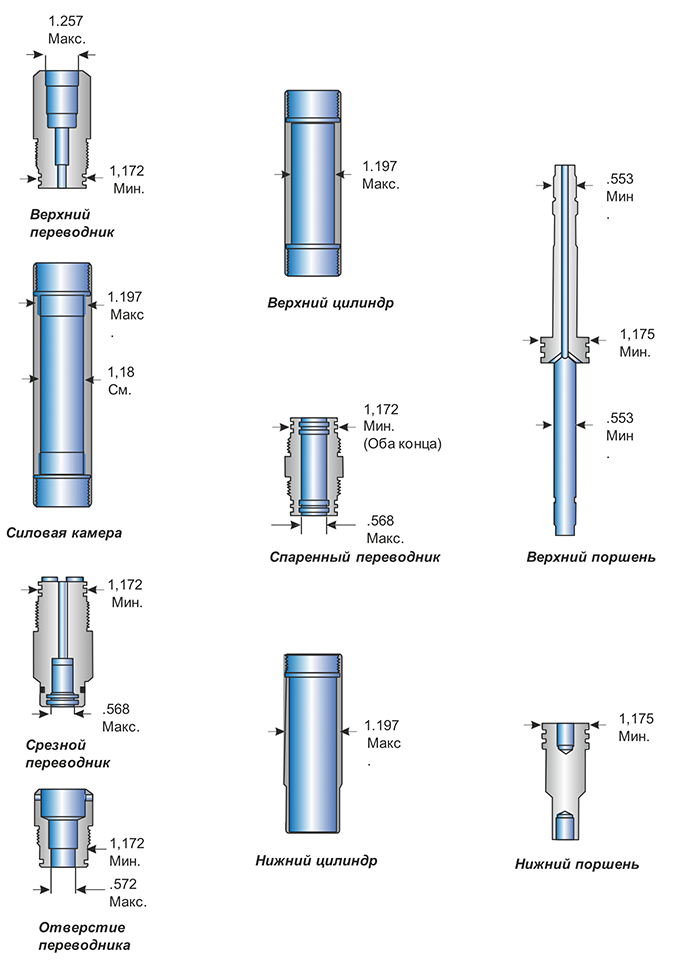 1.257
Макс.
1,172
Мин.
Верхний
переводник
1.197
Макс
.
1,18
См.
Силовая камера
1,172
Мин.
.568
Макс.
Срезной
переводник
1,172
Мин.
.572
Макс.
Отверстие
переводника
1.197
Макс.
Верхний цилиндр
1,172
Мин.
(Оба конца)
.568
Макс.
Спаренный переводник
1.197
Макс
.
Нижний цилиндр
.553
Мин
.
1,175
Мин.
.553
Мин
.
Верхний поршень
1,175
Мин.
Нижний поршень